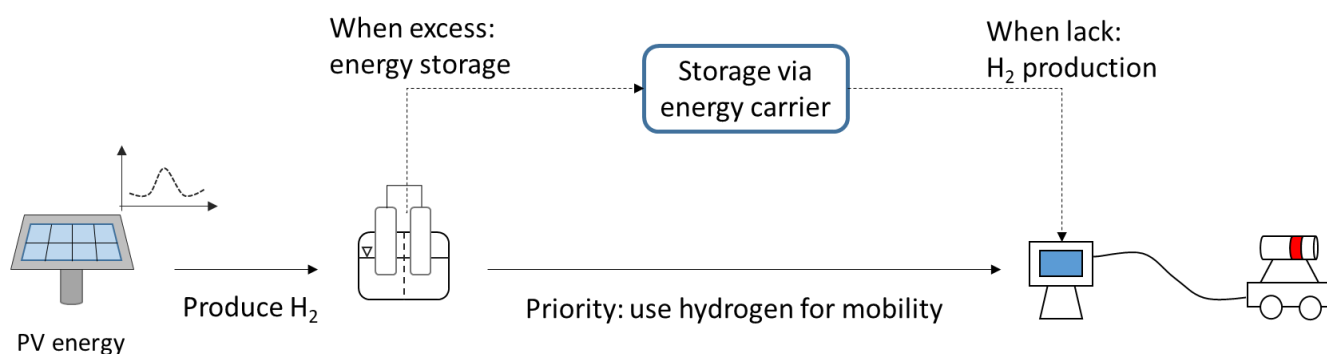 When excess:
energy storage
Storage via
energy carrier
When lack:
H₂ production
Produce H₂
Priority: use hydrogen for mobility
PV energy